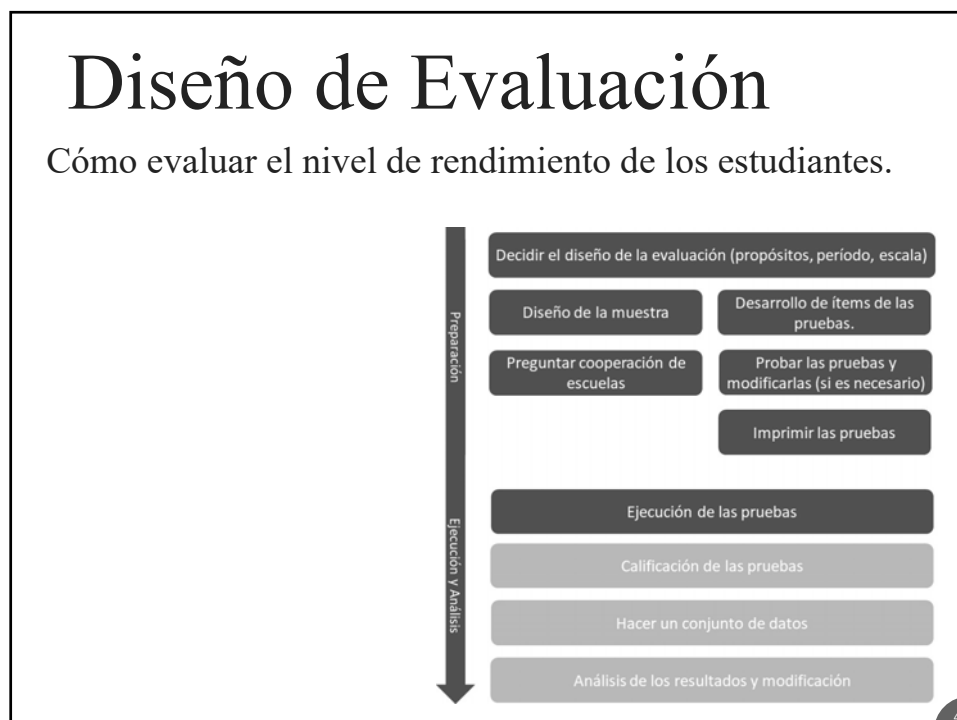 Diseño de Evaluación
Cómo evaluar el nivel de rendimiento de los estudiantes.
Preparación
Decidir el diseño de la evaluación (propósitos, período, escala)
Diseño de la muestra
Desarrollo de ítems de las
pruebas.
Preguntar cooperación de
escuelas
Probar las pruebas y
modificarlas (si es necesario)
Imprimir las pruebas
Ejecución y Análisis
Ejecución de las pruebas
Calificación de las pruebas
Hacer un conjunto de datos
Análisis de los resultados y modificación